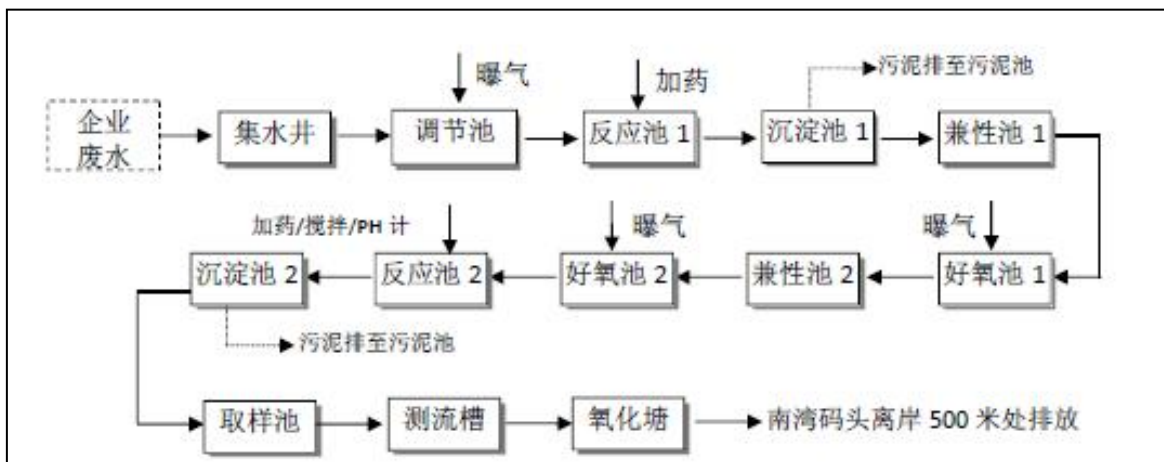 曝气
加药
污泥排至污泥池
企业
废水
集水井
调节池
反应池 1
沉淀池 1
兼性池 1
加药/搅拌/PH 计
曝气
曝气
沉淀池 2
反应池 2
好氧池 2
兼性池 2
好氧池 1
污泥排至污泥池
取样池
测流槽
氧化塘
南湾码头离岸 500 米处排放